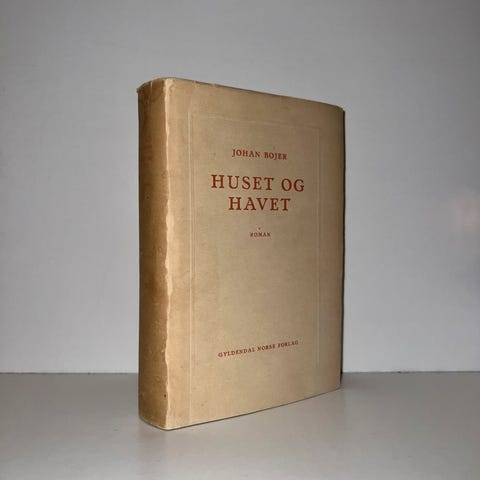 JOHAN BOJER
HUSET OG
HAVET
ROMAN
GYLDENDAL NORSK FORLAG